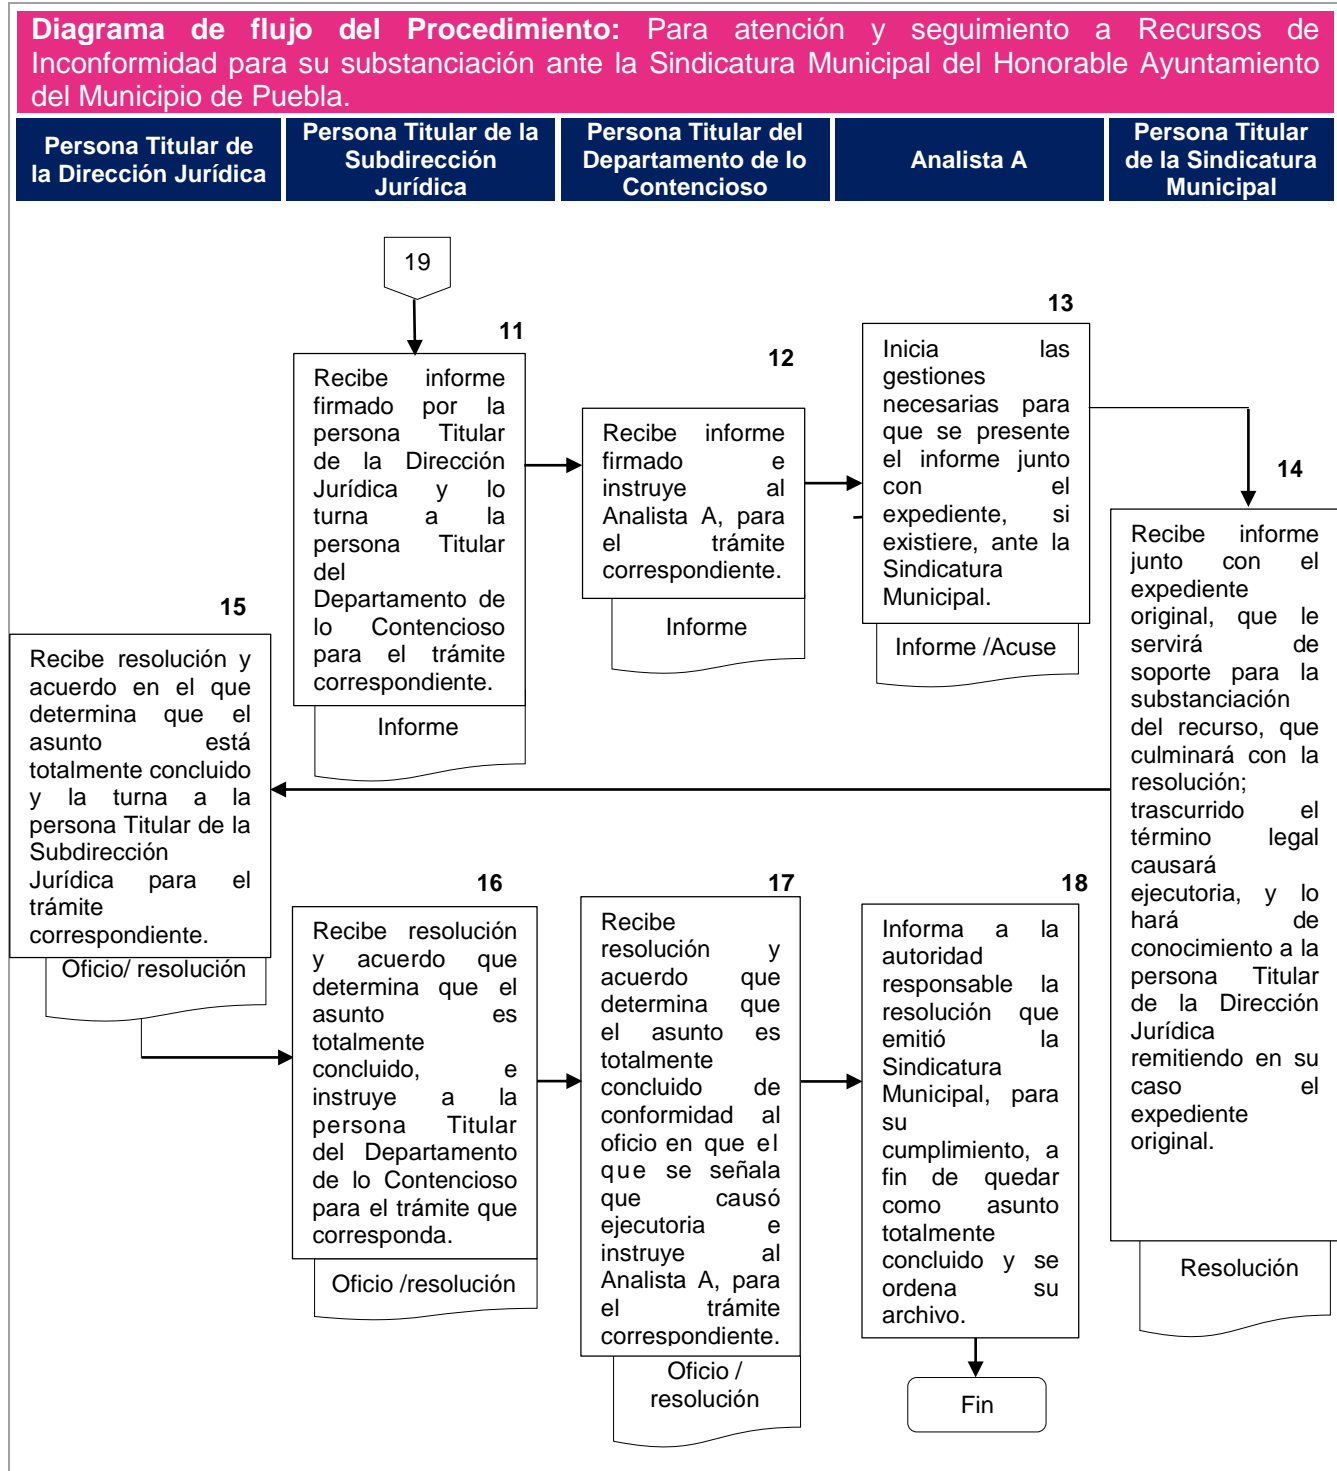 Diagrama de flujo del Procedimiento: Para atención y seguimiento a Recursos de
Inconformidad para su substanciación ante la Sindicatura Municipal del Honorable Ayuntamiento
del Municipio de Puebla.
Persona Titular de
la Dirección Jurídica
Persona Titular de la
Subdirección
Jurídica
Persona Titular del
Departamento de lo
Contencioso
Analista A
Persona Titular
de la Sindicatura
Municipal
19
11
Recibe informe
firmado por la
persona Titular
de la Dirección
Jurídica y lo
turna a la
persona Titular
del
Departamento de
lo Contencioso
para el trámite
correspondiente.
Informe
12
Recibe informe
firmado e
instruye al
Analista A, para
el trámite
correspondiente.
Informe
13
Inicia las
gestiones
necesarias para
que se presente
el informe junto
con el
expediente, si
existiere, ante la
Sindicatura
Municipal.
Informe /Acuse
14
Recibe informe
junto con el
expediente
original, que le
servirá de
soporte para la
substanciación
del recurso, que
culminará con la
resolución;
trascurrido el
término legal
causará
ejecutoria, y lo
hará de
conocimiento a la
persona Titular
de la Dirección
Jurídica
remitiendo en su
caso el
expediente
original.
Resolución
15
Recibe resolución y
acuerdo en el que
determina que el
asunto está
totalmente concluido
y la turna a la
persona Titular de la
Subdirección
Jurídica para el
trámite
correspondiente.
Oficio/ resolución
16
Recibe resolución
y acuerdo que
determina que el
asunto es
totalmente
concluido, e
instruye a la
persona Titular
del Departamento
de lo Contencioso
para el trámite que
corresponda.
Oficio /resolución
17
Recibe
resolución y
acuerdo que
determina que
el asunto es
totalmente
concluido de
conformidad al
oficio en que el
que se señala
que causó
ejecutoria e
instruye al
Analista A, para
el trámite
correspondiente.
Oficio /
resolución
18
Informa a la
autoridad
responsable la
resolución que
emitió la
Sindicatura
Municipal, para
su
cumplimiento, a
fin de quedar
como asunto
totalmente
concluido y se
ordena su
archivo.
Fin